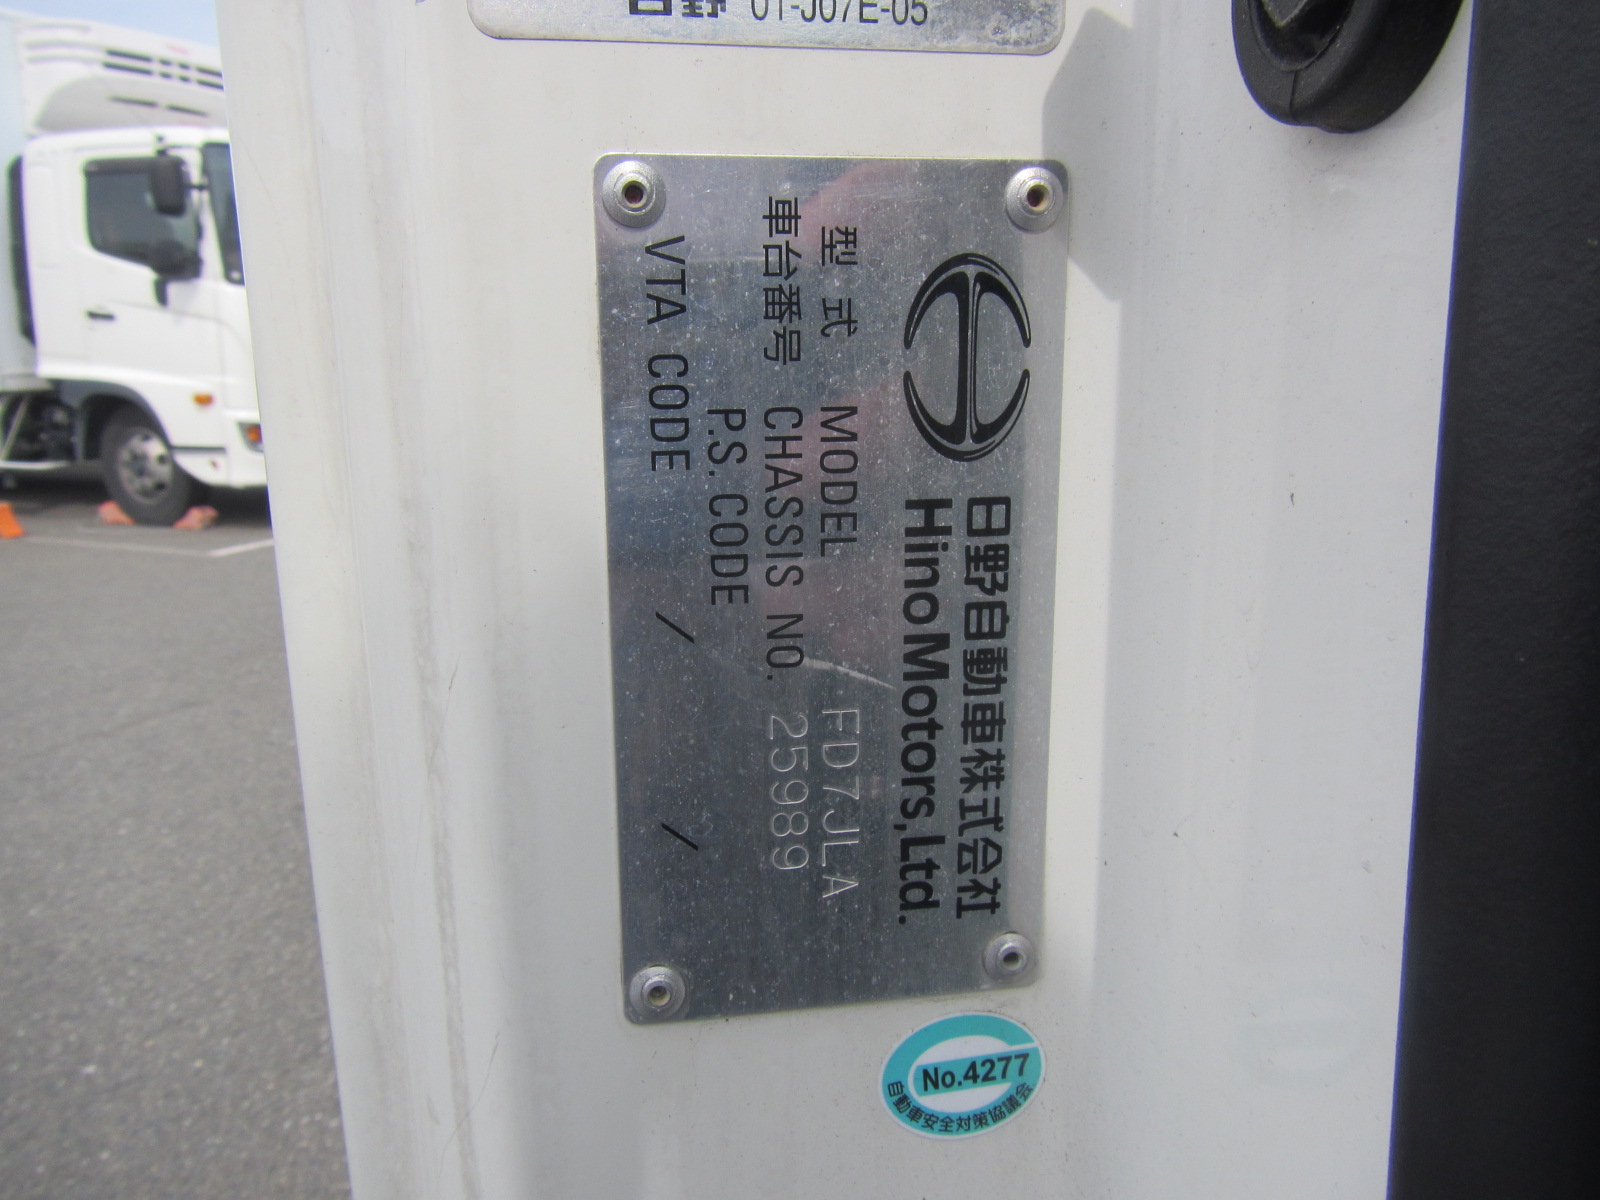 日野 01-J07E-05
日野自動車株式会社
Hino Motors, Ltd.
型式 MODEL FD7JLA
車台番号 CHASSIS NO. 25989
P.S. CODE
VTA CODE / /
No.4277
自動車安全対策協議会